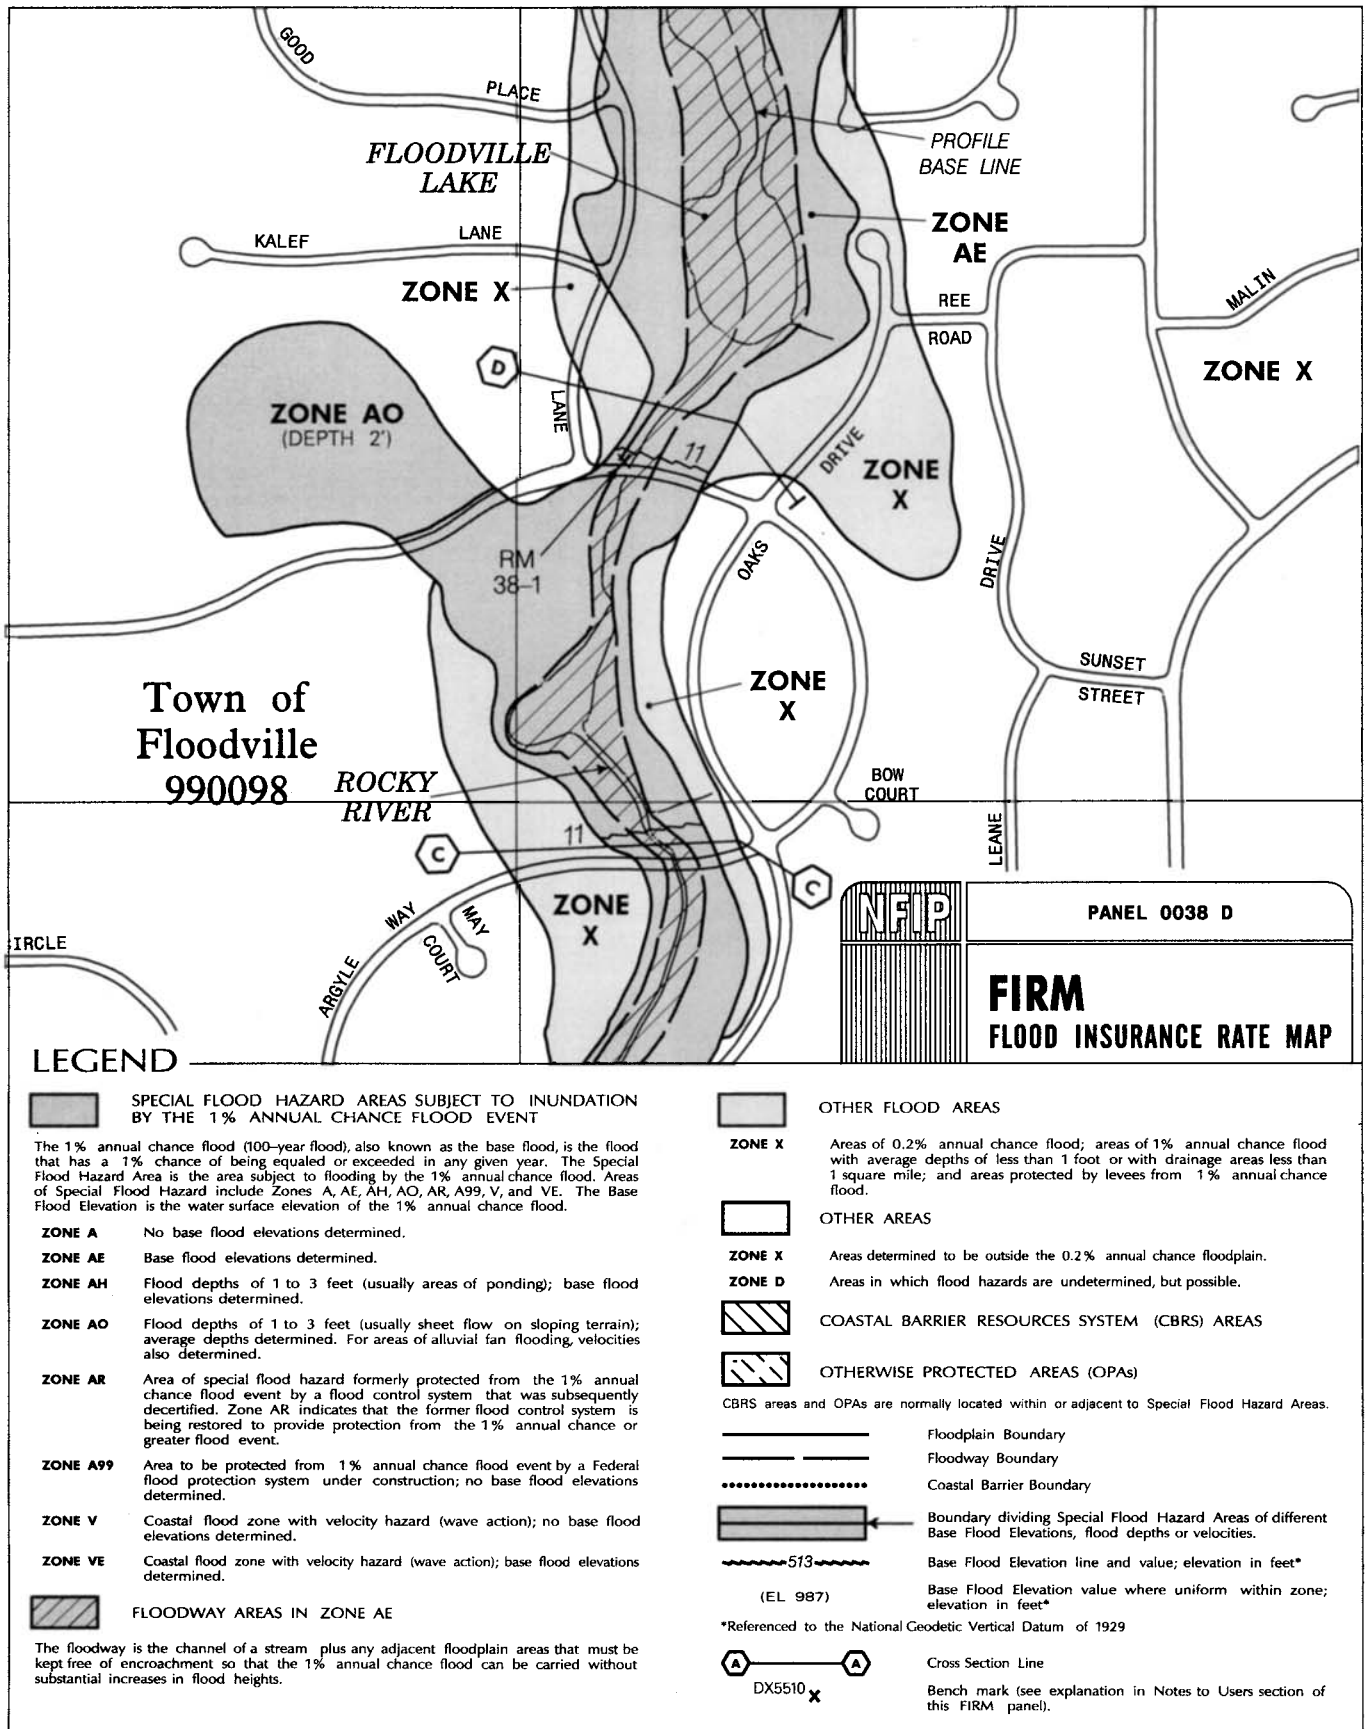 GOOD
PLACE
FLOODVILLE
LAKE
PROFILE
BASE LINE
ZONE
AE
KALEF LANE
ZONE X
REE
ROAD
MALIN
ZONE X
D
LANE
ZONE AO
(DEPTH 2')
11
DRIVE
ZONE
X
RM
38-1
OAKS
DRIVE
SUNSET
STREET
ZONE
X
Town of
Floodville
990098
ROCKY
RIVER
BOW
COURT
LEANE
11
C
C
ZONE
X
WAY
MAY
COURT
ARGYLE
IRCLE
NFIP
PANEL 0038 D
FIRM
FLOOD INSURANCE RATE MAP
LEGEND
SPECIAL FLOOD HAZARD AREAS SUBJECT TO INUNDATION
BY THE 1% ANNUAL CHANCE FLOOD EVENT
The 1% annual chance flood (100-year flood), also known as the base flood, is the flood
that has a 1% chance of being equaled or exceeded in any given year. The Special
Flood Hazard Area is the area subject to flooding by the 1% annual chance flood. Areas
of Special Flood Hazard include Zones A, AE, AH, AO, AR, A99, V, and VE. The Base
Flood Elevation is the water surface elevation of the 1% annual chance flood.
ZONE A No base flood elevations determined.
ZONE AE Base flood elevations determined.
ZONE AH Flood depths of 1 to 3 feet (usually areas of ponding); base flood
elevations determined.
ZONE AO Flood depths of 1 to 3 feet (usually sheet flow on sloping terrain);
average depths determined. For areas of alluvial fan flooding, velocities
also determined.
ZONE AR Area of special flood hazard formerly protected from the 1% annual
chance flood event by a flood control system that was subsequently
decertified. Zone AR indicates that the former flood control system is
being restored to provide protection from the 1% annual chance or
greater flood event.
ZONE A99 Area to be protected from 1% annual chance flood event by a Federal
flood protection system under construction; no base flood elevations
determined.
ZONE V Coastal flood zone with velocity hazard (wave action); no base flood
elevations determined.
ZONE VE Coastal flood zone with velocity hazard (wave action); base flood elevations
determined.
FLOODWAY AREAS IN ZONE AE
The floodway is the channel of a stream plus any adjacent floodplain areas that must be
kept free of encroachment so that the 1% annual chance flood can be carried without
substantial increases in flood heights.
OTHER FLOOD AREAS
ZONE X Areas of 0.2% annual chance flood; areas of 1% annual chance flood
with average depths of less than 1 foot or with drainage areas less than
1 square mile; and areas protected by levees from 1% annual chance
flood.
OTHER AREAS
ZONE X Areas determined to be outside the 0.2% annual chance floodplain.
ZONE D Areas in which flood hazards are undetermined, but possible.
COASTAL BARRIER RESOURCES SYSTEM (CBRS) AREAS
OTHERWISE PROTECTED AREAS (OPAs)
CBRS areas and OPAs are normally located within or adjacent to Special Flood Hazard Areas.
Floodplain Boundary
Floodway Boundary
Coastal Barrier Boundary
Boundary dividing Special Flood Hazard Areas of different
Base Flood Elevations, flood depths or velocities.
513 Base Flood Elevation line and value; elevation in feet*
(EL 987) Base Flood Elevation value where uniform within zone;
elevation in feet*
*Referenced to the National Geodetic Vertical Datum of 1929
A A Cross Section Line
DX5510 X Bench mark (see explanation in Notes to Users section of
this FIRM panel).